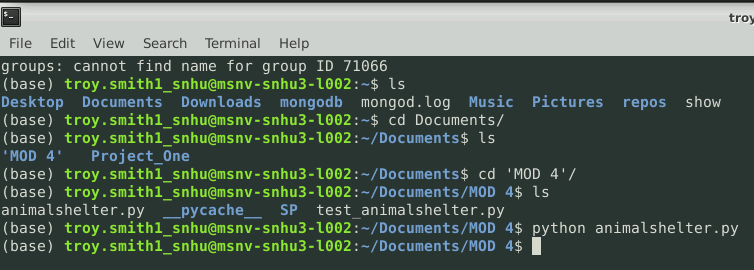 troy
File Edit View Search Terminal Help
groups: cannot find name for group ID 71066
(base) troy.smith1_snhu@msnv-snhu3-l002:~$ ls
Desktop Documents Downloads mongodb mongod.log Music Pictures repos show
(base) troy.smith1_snhu@msnv-snhu3-l002:~$ cd Documents/
(base) troy.smith1_snhu@msnv-snhu3-l002:~/Documents$ ls
'MOD 4' Project_One
(base) troy.smith1_snhu@msnv-snhu3-l002:~/Documents$ cd 'MOD 4'/
(base) troy.smith1_snhu@msnv-snhu3-l002:~/Documents/MOD 4$ ls
animalshelter.py __pycache__ SP test_animalshelter.py
(base) troy.smith1_snhu@msnv-snhu3-l002:~/Documents/MOD 4$ python animalshelter.py
(base) troy.smith1_snhu@msnv-snhu3-l002:~/Documents/MOD 4$